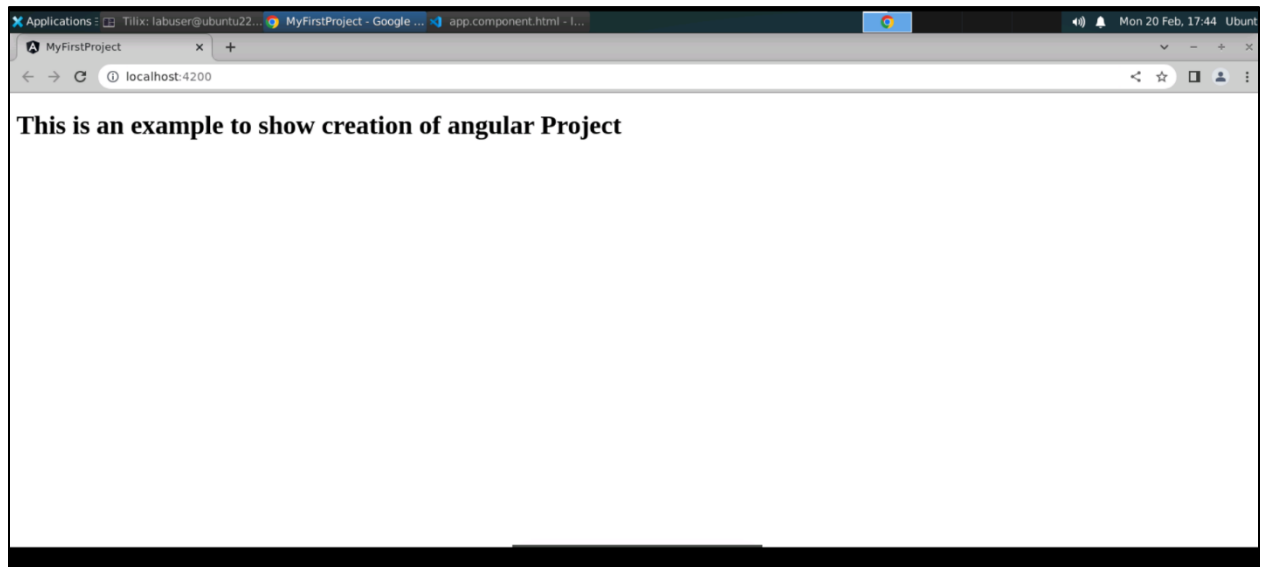 Applications : Tilix: labuser@ubuntu22... MyFirstProject - Google ... app.component.html - l... Mon 20 Feb, 17:44 Ubunt
MyFirstProject
localhost:4200
This is an example to show creation of angular Project